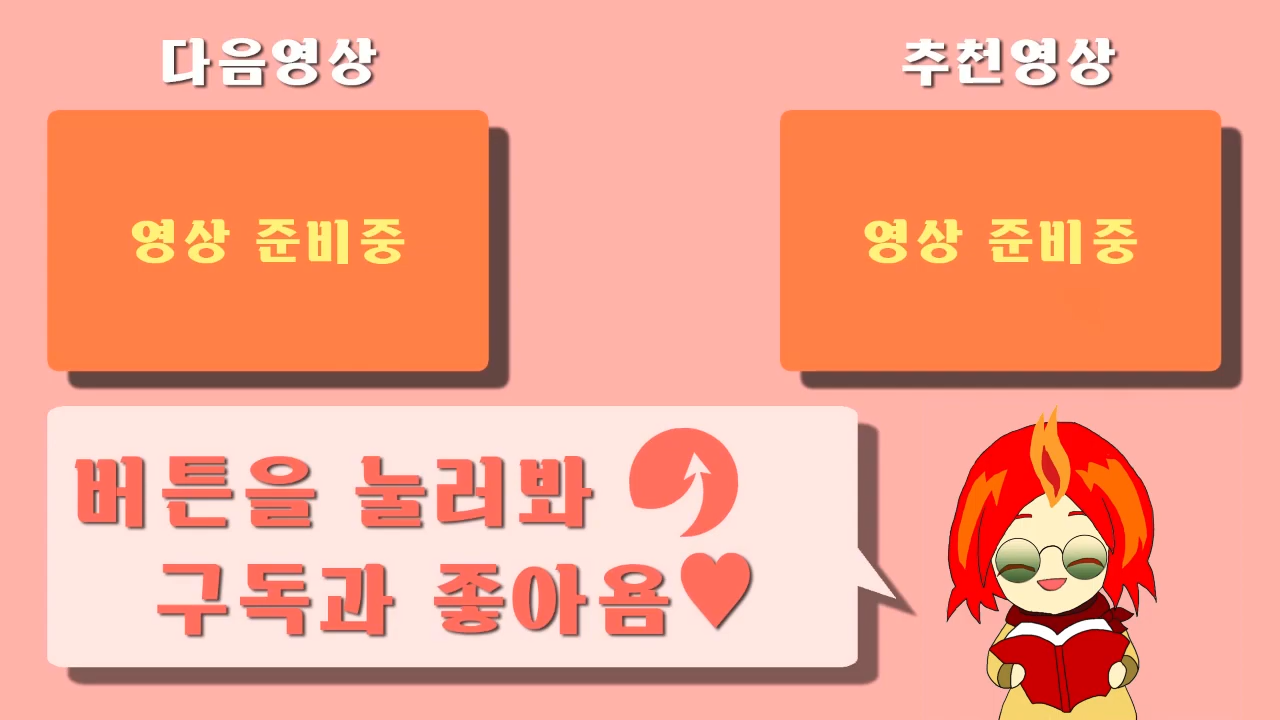 다음영상
추천영상
영상 준비중
영상 준비중
버튼을 눌러봐
구독과 좋아욤♥